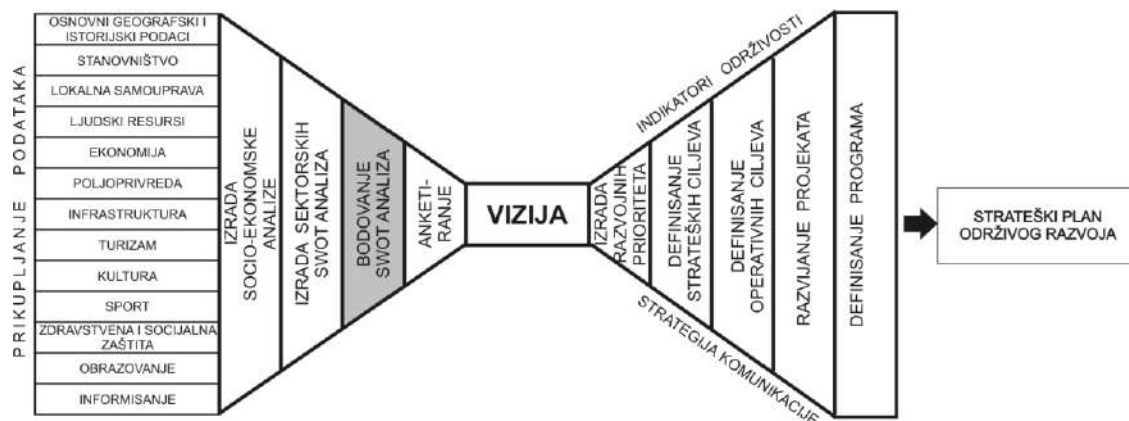 PRIKUPLJANJE PODATAKA
OSNOVNI GEOGRAFSKI I
ISTORIJSKI PODACI
STANOVNIŠTVO
LOKALNA SAMOUPRAVA
LJUDSKI RESURSI
EKONOMIJA
POLJOPRIVREDA
INFRASTRUKTURA
TURIZAM
KULTURA
SPORT
ZDRAVSTVENA I SOCIJALNA
ZAŠTITA
OBRAZOVANJE
INFORMISANJE
IZRADA
SOCIO-EKONOMSKE
ANALIZE
IZRADA SEKTORSKIH
SWOT ANALIZA
BODOVANJE
SWOT ANALIZA
ANKETI-
RANJE
VIZIJA
INDIKATORI ODRŽIVOSTI
IZRADA
RAZVOJNIH
PRIORITETA
DEFINISANJE
STRATEŠKIH CILJEVA
DEFINISANJE
OPERATIVNIH CILJEVA
RAZVIJANJE PROJEKATA
DEFINISANJE PROGRAMA
STRATEGIJA KOMUNIKACIJE
STRATEŠKI PLAN
ODRŽIVOG RAZVOJA